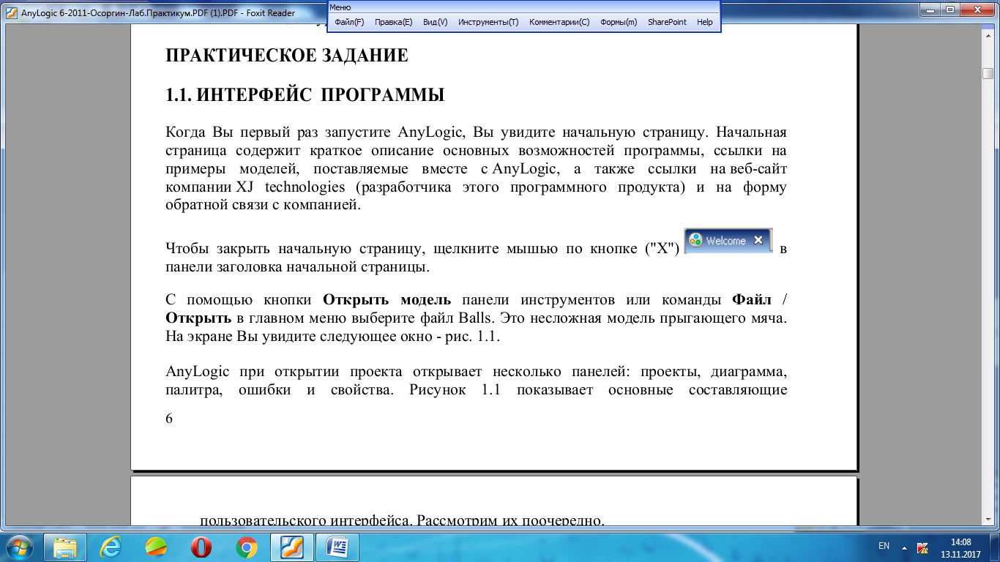 AnyLogic 6-2011-Осоргин-Лаб.Практикум.PDF (1).PDF - Foxit Reader
Меню
Файл(F) Правка(E) Вид(V) Инструменты(T) Комментарии(C) Формы(m) SharePoint Help
ПРАКТИЧЕСКОЕ ЗАДАНИЕ
1.1. ИНТЕРФЕЙС ПРОГРАММЫ
Когда Вы первый раз запустите AnyLogic, Вы увидите начальную страницу. Начальная
страница содержит краткое описание основных возможностей программы, ссылки на
примеры моделей, поставляемые вместе с AnyLogic, а также ссылки на веб-сайт
компании XJ technologies (разработчика этого программного продукта) и на форму
обратной связи с компанией.
Чтобы закрыть начальную страницу, щелкните мышью по кнопке ("X") Welcome в
панели заголовка начальной страницы.
С помощью кнопки Открыть модель панели инструментов или команды Файл /
Открыть в главном меню выберите файл Balls. Это несложная модель прыгающего мяча.
На экране Вы увидите следующее окно - рис. 1.1.
AnyLogic при открытии проекта открывает несколько панелей: проекты, диаграмма,
палитра, ошибки и свойства. Рисунок 1.1 показывает основные составляющие
6
пользовательского интерфейса. Рассмотрим их поочередно.
EN
14:08
13.11.2017